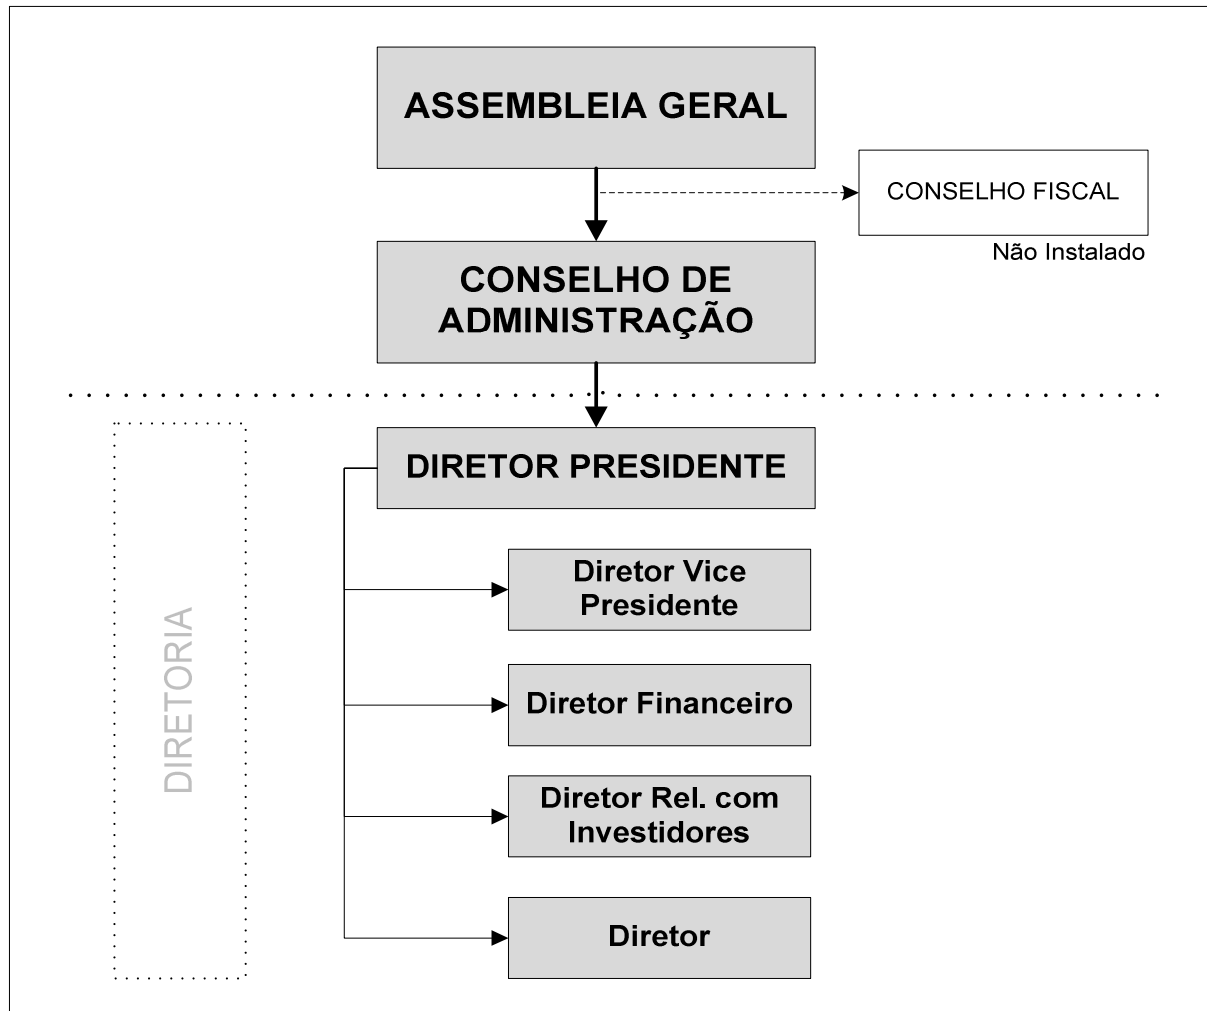 ASSEMBLEIA GERAL
CONSELHO FISCAL
Não Instalado
CONSELHO DE
ADMINISTRAÇÃO
DIRETORIA
DIRETOR PRESIDENTE
Diretor Vice
Presidente
Diretor Financeiro
Diretor Rel. com
Investidores
Diretor